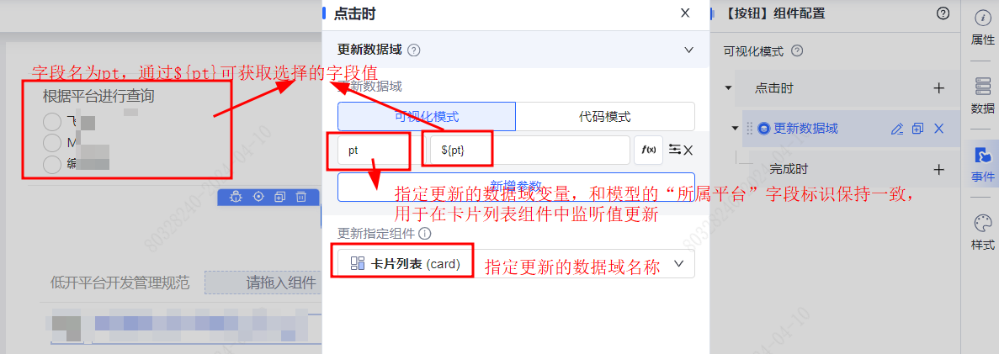 点击时
【按钮】组件配置
属性
更新数据域
可视化模式
字段名为pt，通过${pt}可获取选择的字段值
更新数据域
点击时
根据平台进行查询
数据
可视化模式
代码模式
更新数据域
飞
M
pt
${pt}
f(x)
编
完成时
事件
新增参数
指定更新的数据域变量，和模型的“所属平台”字段标识保持一致，
用于在卡片列表组件中监听值更新
更新指定组件
样式
卡片列表 (card)
指定更新的数据域名称
低开平台开发管理规范
请拖入组件
80328240-2024-04-10